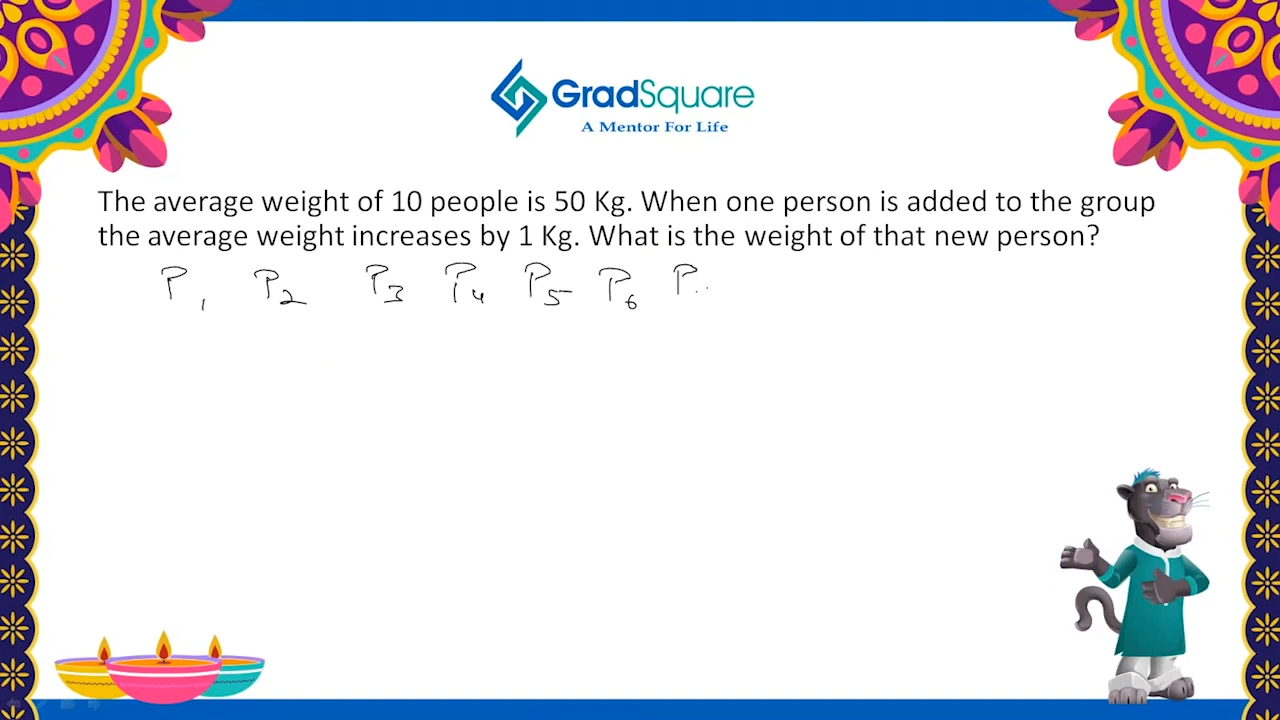 GradSquare
A Mentor For Life
The average weight of 10 people is 50 Kg. When one person is added to the group
the average weight increases by 1 Kg. What is the weight of that new person?
P1 P2 P3 P4 P5 P6 P..